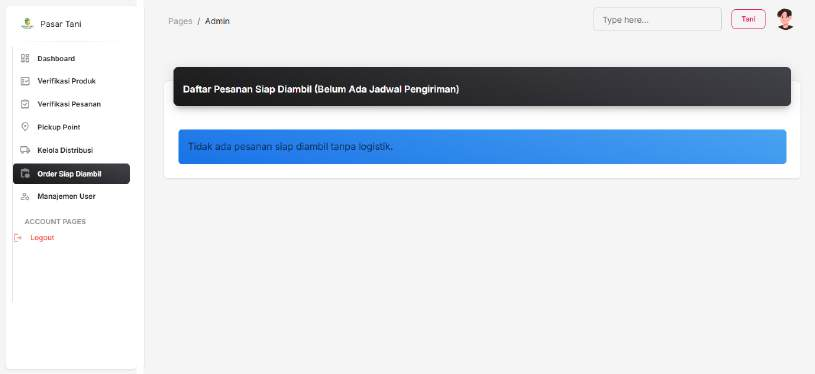 Pasar Tani
Dashboard
Verifikasi Produk
Verifikasi Pesanan
Pickup Point
Kelola Distribusi
Order Siap Diambil
Manajemen User
ACCOUNT PAGES
Logout
Pages / Admin
Type here...
Tani
Daftar Pesanan Siap Diambil (Belum Ada Jadwal Pengiriman)
Tidak ada pesanan siap diambil tanpa logistik.